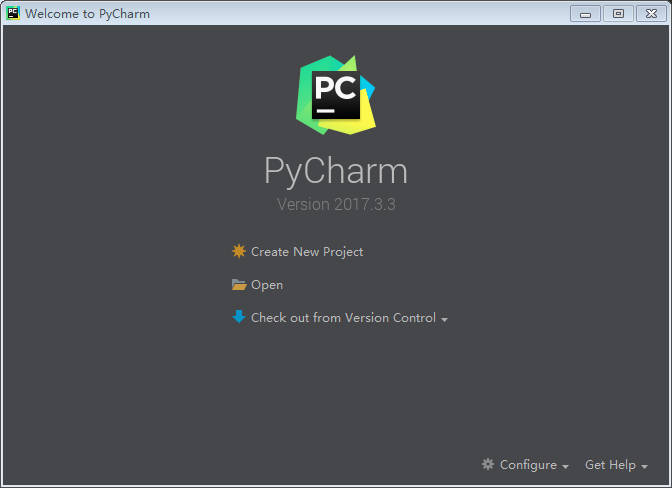 Welcome to PyCharm
PC
PyCharm
Version 2017.3.3
Create New Project
Open
Check out from Version Control
Configure
Get Help